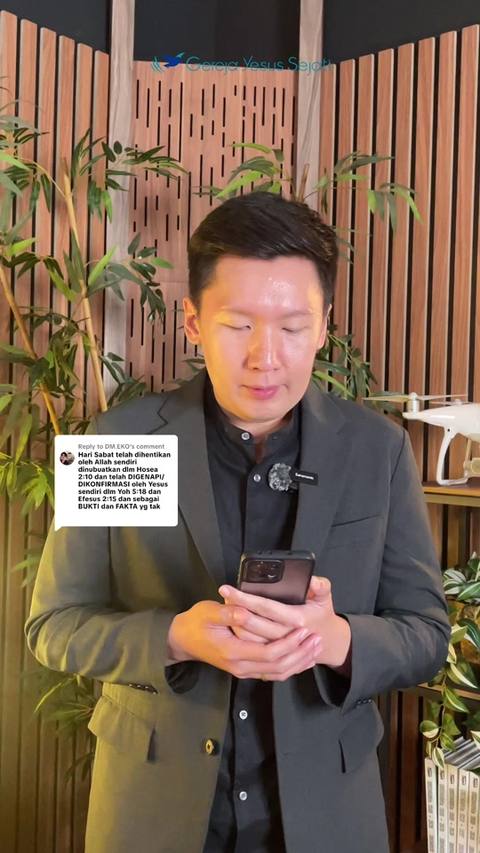 Gereja Yesus Sejati
Reply to DM.EKO's comment
Hari Sabat telah dihentikan
oleh Allah sendiri
dinubuatkan dlm Hosea
2:10 dan telah DIGENAPI/
DIKONFIRMASI oleh Yesus
sendiri dlm Yoh 5:18 dan
Efesus 2:15 dan sebagai
BUKTI dan FAKTA yg tak